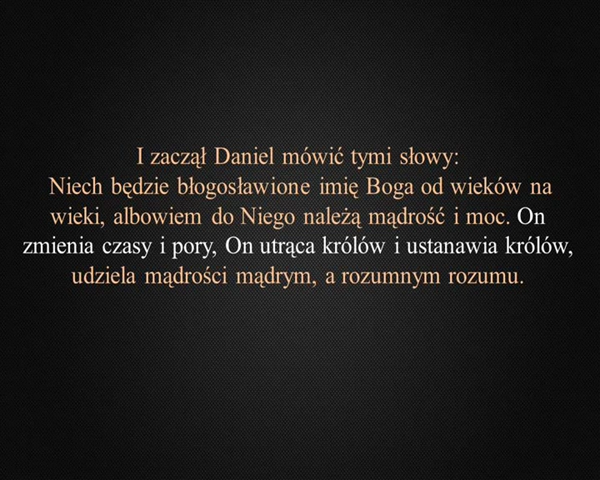 I zaczął Daniel mówić tymi słowy:
Niech będzie błogosławione imię Boga od wieków na
wieki, albowiem do Niego należą mądrość i moc. On
zmienia czasy i pory, On utrąca królów i ustanawia królów,
udziela mądrości mądrym, a rozumnym rozumu.